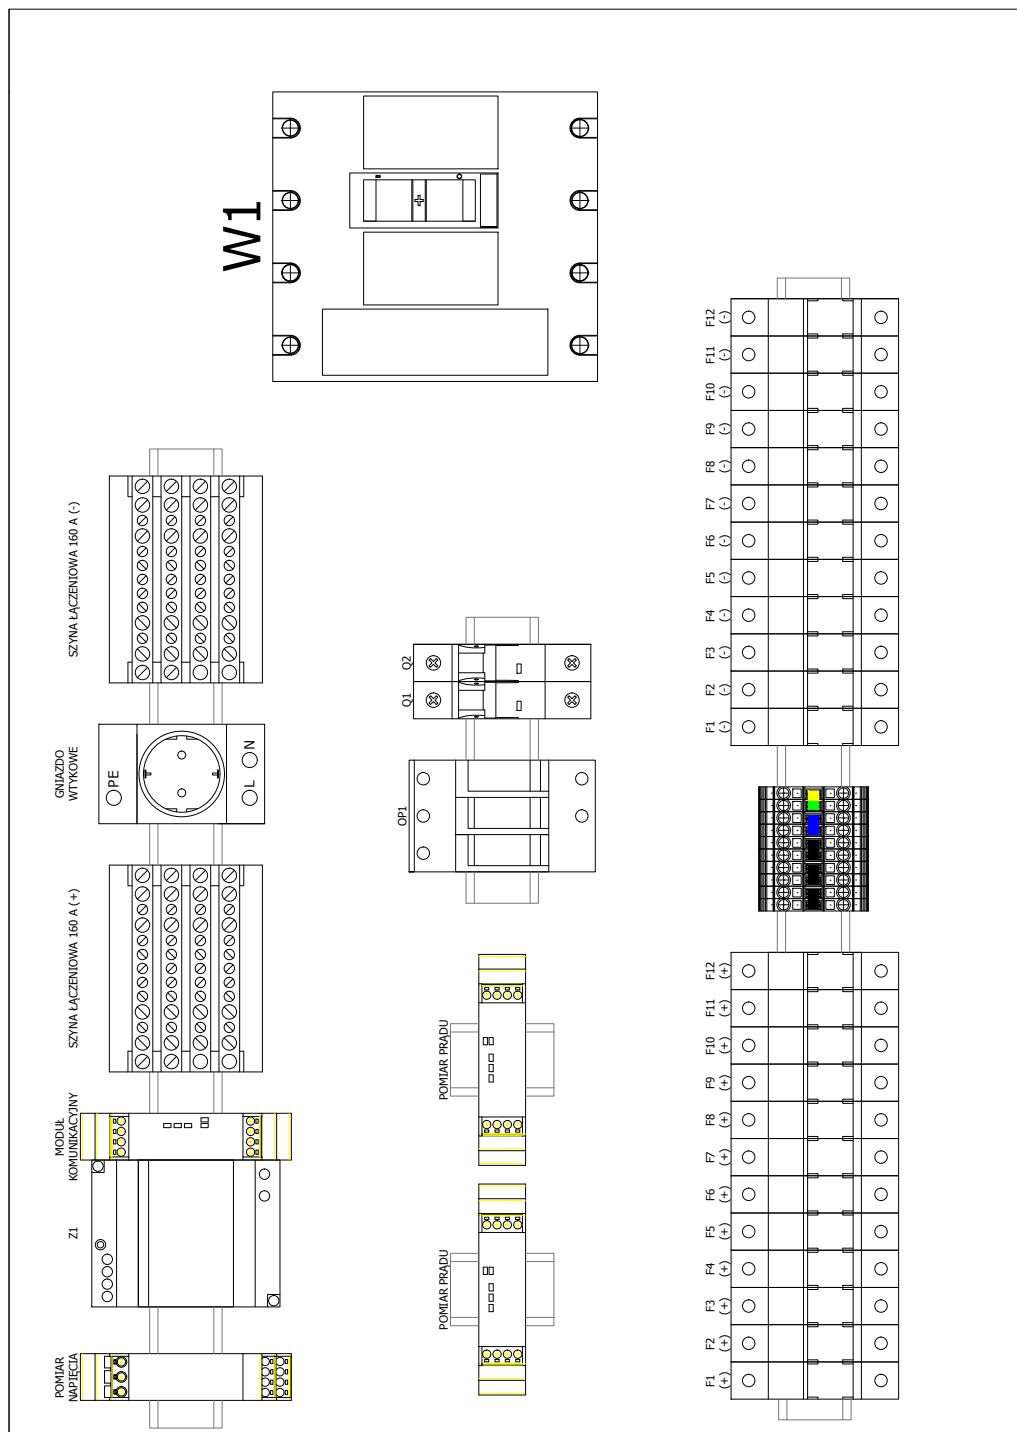 W1
F12
(-)
F11
(-)
F10
(-)
F9
(-)
F8
(-)
F7
(-)
F6
(-)
F5
(-)
F4
(-)
F3
(-)
F2
(-)
F1
(-)
SZYNA ŁĄCZENIOWA 160 A (-)
GNIAZDO
WTYKOWE
PE
N
L
SZYNA ŁĄCZENIOWA 160 A (+)
MODUŁ
KOMUNIKACYJNY
Z1
POMIAR
NAPIĘCIA
Q2
Q1
OP1
POMIAR PRĄDU
POMIAR PRĄDU
F12
(+)
F11
(+)
F10
(+)
F9
(+)
F8
(+)
F7
(+)
F6
(+)
F5
(+)
F4
(+)
F3
(+)
F2
(+)
F1
(+)